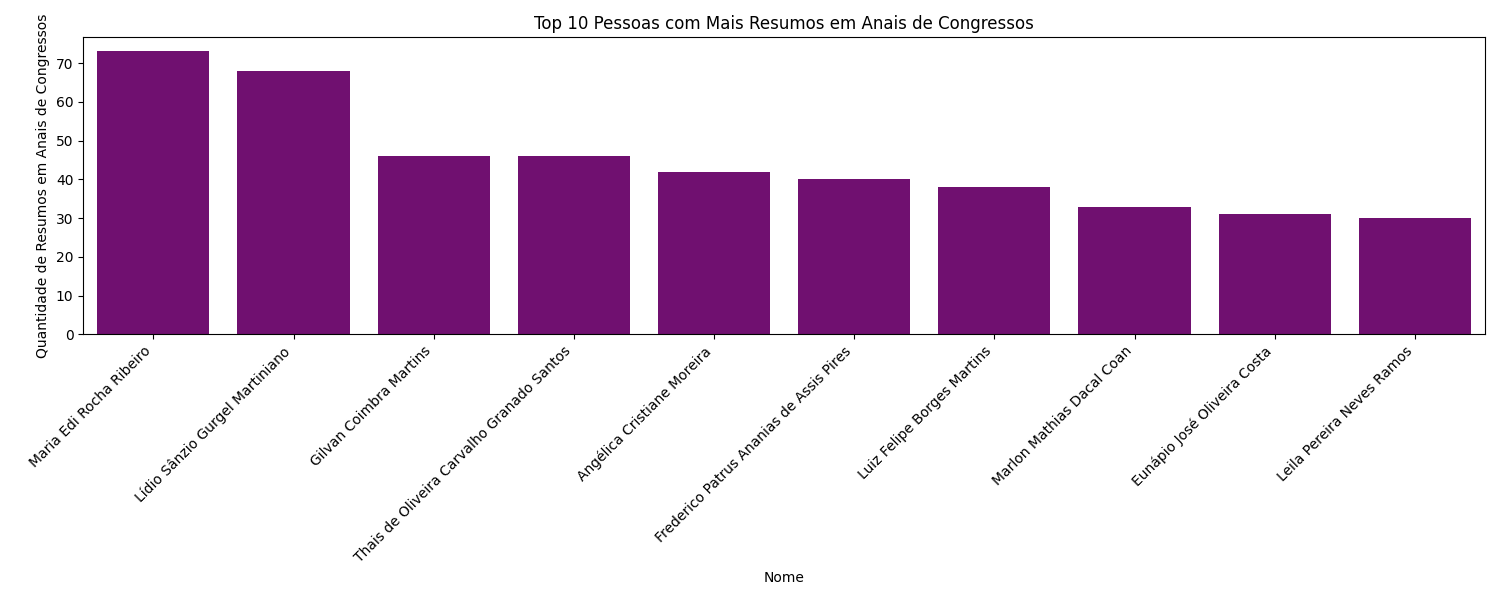 Top 10 Pessoas com Mais Resumos em Anais de Congressos
Quantidade de Resumos em Anais de Congressos
70
60
50
40
30
20
10
0
Maria Edi Rocha Ribeiro
Lídio Sânzio Gurgel Martiniano
Gilvan Coimbra Martins
Thais de Oliveira Carvalho Granado Santos
Angélica Cristiane Moreira
Frederico Patrus Ananias de Assis Pires
Luiz Felipe Borges Martins
Marlon Mathias Dacal Coan
Eunápio José Oliveira Costa
Leila Pereira Neves Ramos
Nome